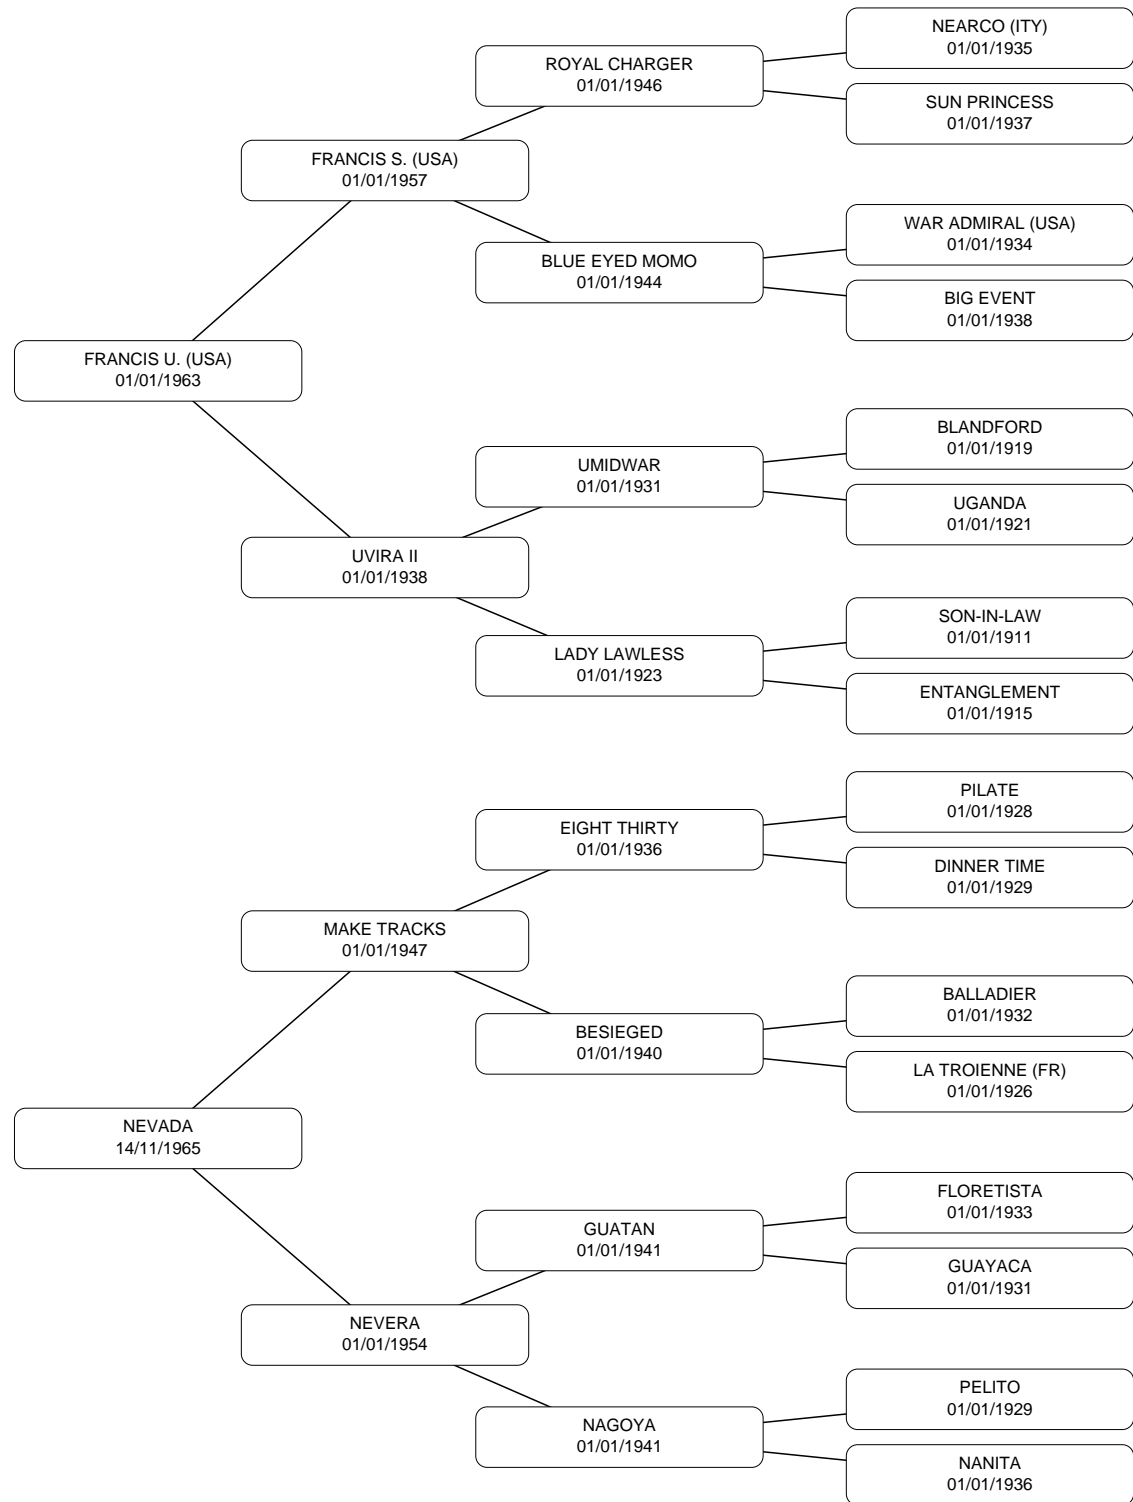 NEARCO (ITY)
01/01/1935
ROYAL CHARGER
01/01/1946
SUN PRINCESS
01/01/1937
FRANCIS S. (USA)
01/01/1957
WAR ADMIRAL (USA)
01/01/1934
BLUE EYED MOMO
01/01/1944
BIG EVENT
01/01/1938
FRANCIS U. (USA)
01/01/1963
BLANDFORD
01/01/1919
UMIDWAR
01/01/1931
UGANDA
01/01/1921
UVIRA II
01/01/1938
SON-IN-LAW
01/01/1911
LADY LAWLESS
01/01/1923
ENTANGLEMENT
01/01/1915
PILATE
01/01/1928
EIGHT THIRTY
01/01/1936
DINNER TIME
01/01/1929
MAKE TRACKS
01/01/1947
BALLADIER
01/01/1932
BESIEGED
01/01/1940
LA TROIENNE (FR)
01/01/1926
NEVADA
14/11/1965
FLORETISTA
01/01/1933
GUATAN
01/01/1941
GUAYACA
01/01/1931
NEVERA
01/01/1954
PELITO
01/01/1929
NAGOYA
01/01/1941
NANITA
01/01/1936